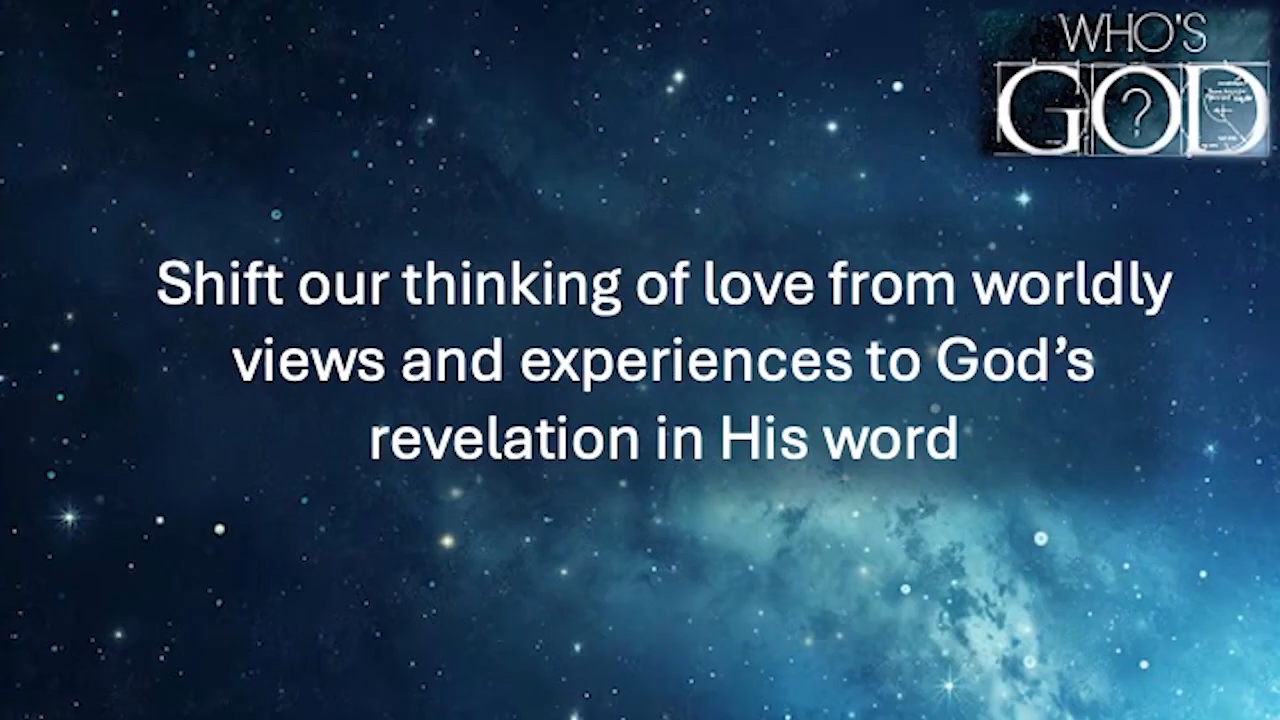 WHO'S
GOD
?
Shift our thinking of love from worldly
views and experiences to God’s
revelation in His word